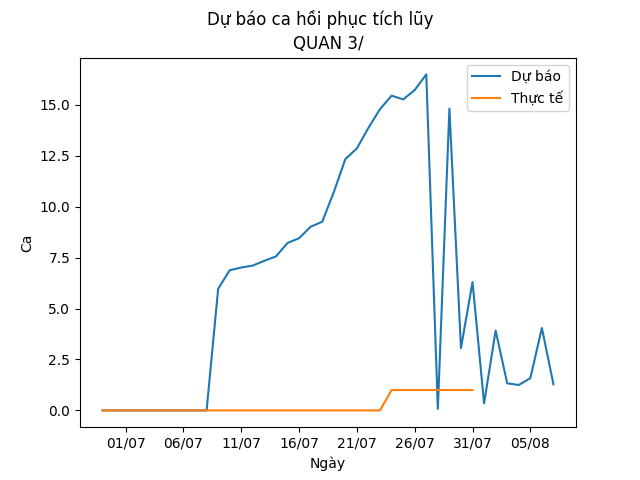 Dự báo ca hồi phục tích lũy
QUAN 3/
Dự báo
Thực tế
Ca
15.0
12.5
10.0
7.5
5.0
2.5
0.0
01/07 06/07 11/07 16/07 21/07 26/07 31/07 05/08
Ngày